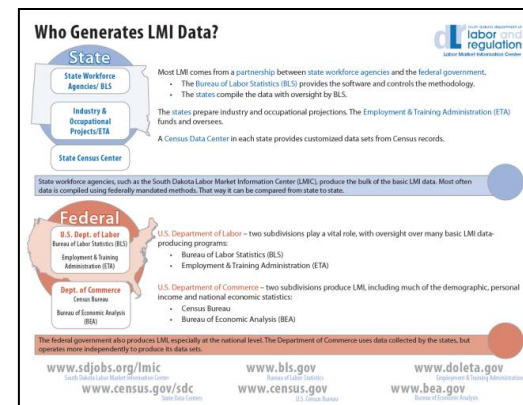 Who Generates LMI Data?
south dakota department of
labor and
regulation
Labor Market Information Center
State
State Workforce
Agencies/ BLS
Industry &
Occupational
Projects/ETA
State Census Center
Most LMI comes from a partnership between state workforce agencies and the federal government.
• The Bureau of Labor Statistics (BLS) provides the software and controls the methodology.
• The states compile the data with oversight by BLS.
The states prepare industry and occupational projections. The Employment & Training Administration (ETA)
funds and oversees.
A Census Data Center in each state provides customized data sets from Census records.
State workforce agencies, such as the South Dakota Labor Market Information Center (LMIC), produce the bulk of the basic LMI data. Most often
data is compiled using federally mandated methods. That way it can be compared from state to state.
Federal
U.S. Dept. of Labor
Bureau of Labor Statistics (BLS)
Employment & Training
Administration (ETA)
Dept. of Commerce
Census Bureau
Bureau of Economic Analysis
(BEA)
U.S. Department of Labor – two subdivisions play a vital role, with oversight over many basic LMI data-
producing programs:
• Bureau of Labor Statistics (BLS)
• Employment & Training Administration (ETA)
U.S. Department of Commerce – two subdivisions produce LMI, including much of the demographic, personal
income and national economic statistics:
• Census Bureau
• Bureau of Economic Analysis (BEA)
The federal government also produces LMI, especially at the national level. The Department of Commerce uses data collected by the states, but
operates more independently to produce its data sets.
www.sdjobs.org/lmic
South Dakota Labor Market Information Center
www.bls.gov
Bureau of Labor Statistics
www.doleta.gov
Employment & Training Administration
www.census.gov/sdc
State Data Centers
www.census.gov
U.S. Census Bureau
www.bea.gov
Bureau of Economic Analysis